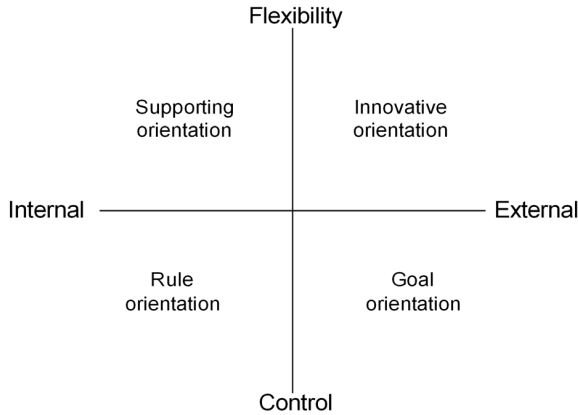 Flexibility
Supporting
orientation
Innovative
orientation
Internal
External
Rule
orientation
Goal
orientation
Control